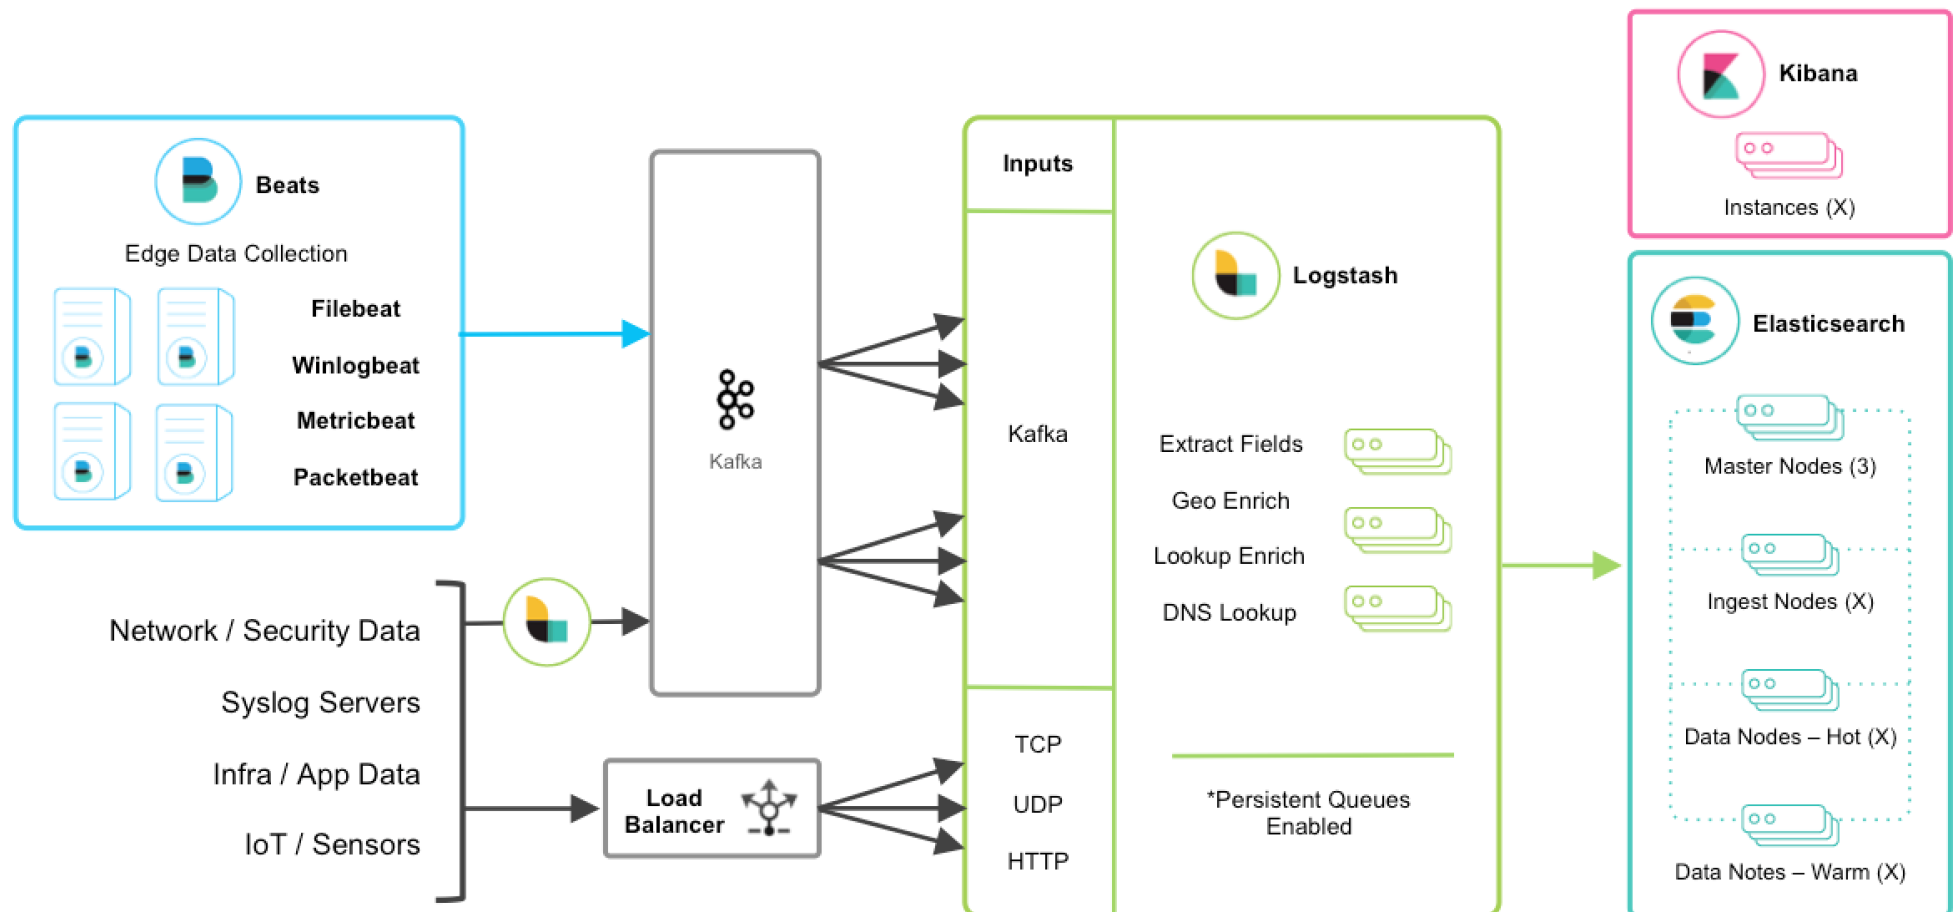 Beats
Edge Data Collection
Filebeat
Winlogbeat
Metricbeat
Packetbeat
Network / Security Data
Syslog Servers
Infra / App Data
IoT / Sensors
Kafka
Load
Balancer
Inputs
Kafka
TCP
UDP
HTTP
Logstash
Extract Fields
Geo Enrich
Lookup Enrich
DNS Lookup
*Persistent Queues
Enabled
Kibana
Instances (X)
Elasticsearch
Master Nodes (3)
Ingest Nodes (X)
Data Nodes – Hot (X)
Data Notes – Warm (X)